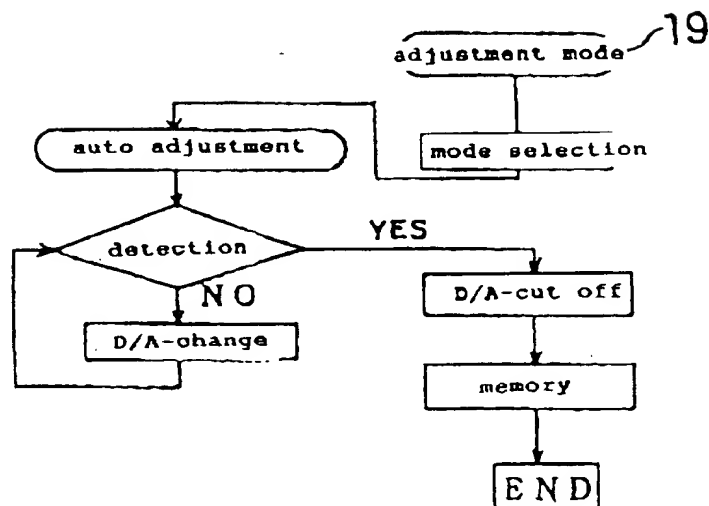 19
adjustment mode
mode selection
auto adjustment
detection
YES
NO
D/A-change
D/A-cut off
memory
END